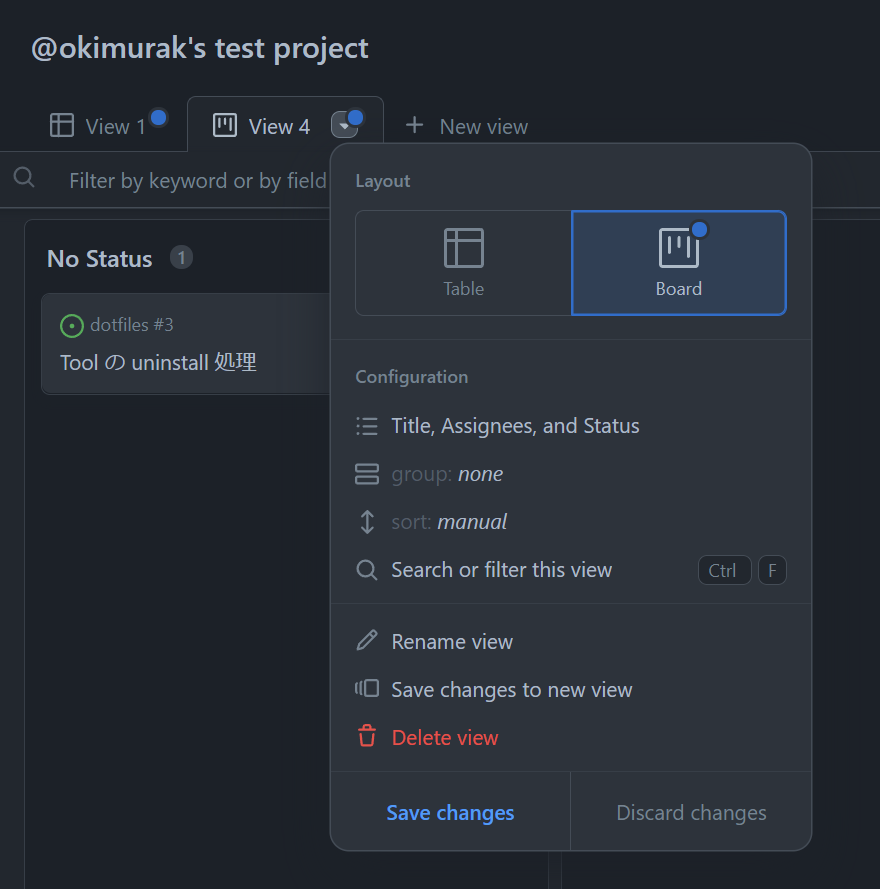 @okimurak's test project
View 1
View 4
New view
Filter by keyword or by field
No Status 1
dotfiles #3
Tool の uninstall 処理
Layout
Table
Board
Configuration
Title, Assignees, and Status
group: none
sort: manual
Search or filter this view Ctrl F
Rename view
Save changes to new view
Delete view
Save changes
Discard changes